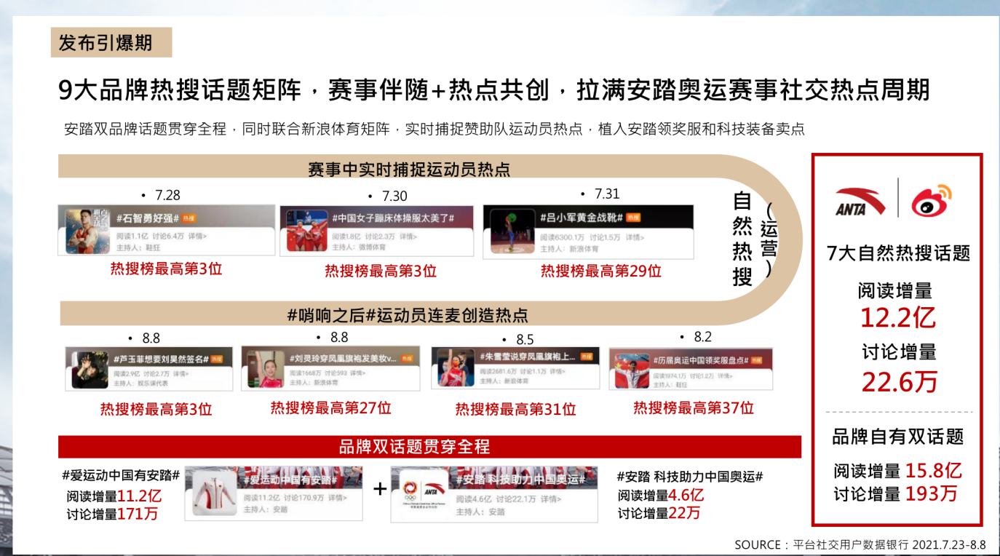 发布引爆期
9大品牌热搜话题矩阵，赛事伴随+热点共创，拉满安踏奥运赛事社交热点周期
安踏双品牌话题贯穿全程，同时联合新浪体育矩阵，实时捕捉赞助队运动员热点，植入安踏领奖服和科技装备卖点
赛事中实时捕捉运动员热点
• 7.28
#石智勇好强# 热搜
阅读1.1亿 讨论6.4万 详情>
主持人：鞋狂
热搜榜最高第3位
• 7.30
#中国女子蹦床体操服太美了#
阅读1.8亿 讨论2.3万 详情>
主持人：微博体育
热搜榜最高第3位
• 7.31
#吕小军黄金战靴# 热搜
阅读6300.1万 讨论1.5万 详情>
主持人：新浪体育
热搜榜最高第29位
自然热搜
（运营）
#哨响之后#运动员连麦创造热点
• 8.8
#芦玉菲想要刘昊然签名# 热搜
阅读2.9亿 讨论2.7万 详情>
主持人：娱乐课代表
热搜榜最高第3位
• 8.8
#刘灵玲穿凤凰旗袍发美妆v... 热搜
阅读1668万 讨论593 详情>
主持人：新浪体育
热搜榜最高第27位
• 8.5
#朱雪莹说穿凤凰旗袍上... 热搜
阅读2681.6万 讨论1.1万 详情>
主持人：新浪体育
热搜榜最高第31位
• 8.2
#历届奥运中国领奖服盘点# 热搜
阅读1974.1万 讨论1.2万 详情>
主持人：鞋狂
热搜榜最高第37位
品牌双话题贯穿全程
#爱运动中国有安踏#
阅读增量11.2亿
讨论增量171万
#爱运动中国有安踏#
阅读11.2亿 讨论170.9万 详情>
主持人：安踏
+
ANTA
#安踏 科技助力中国奥运#
阅读4.6亿 讨论22.1万 详情>
主持人：安踏
#安踏 科技助力中国奥运#
阅读增量4.6亿
讨论增量22万
ANTA
7大自然热搜话题
阅读增量
12.2亿
讨论增量
22.6万
品牌自有双话题
阅读增量 15.8亿
讨论增量 193万
SOURCE：平台社交用户数据银行 2021.7.23-8.8